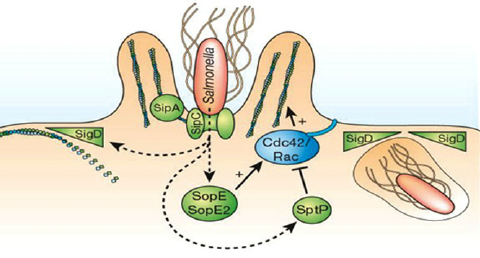 Salmonella
SipA
SipC
+
SigD
Cdc42/
Rac
SigD
SigD
+
SopE
SopE2
SptP